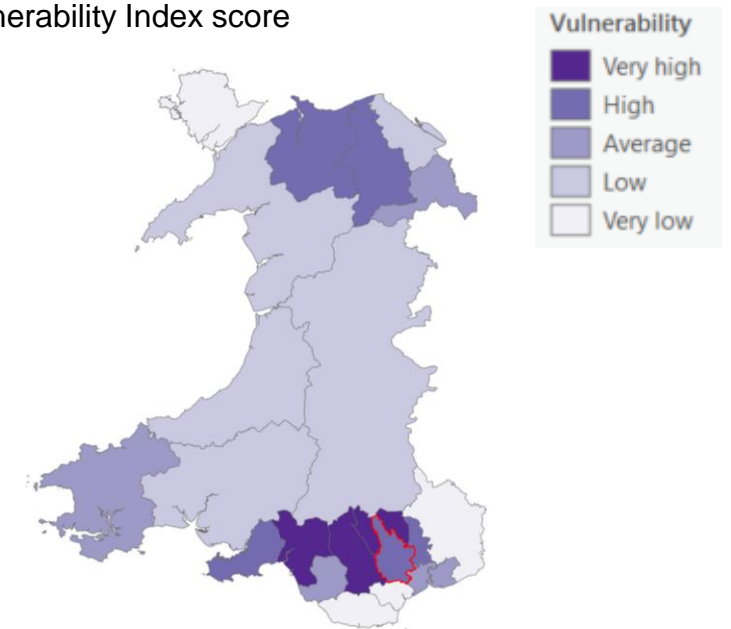 nerability Index score
Vulnerability
Very high
High
Average
Low
Very low